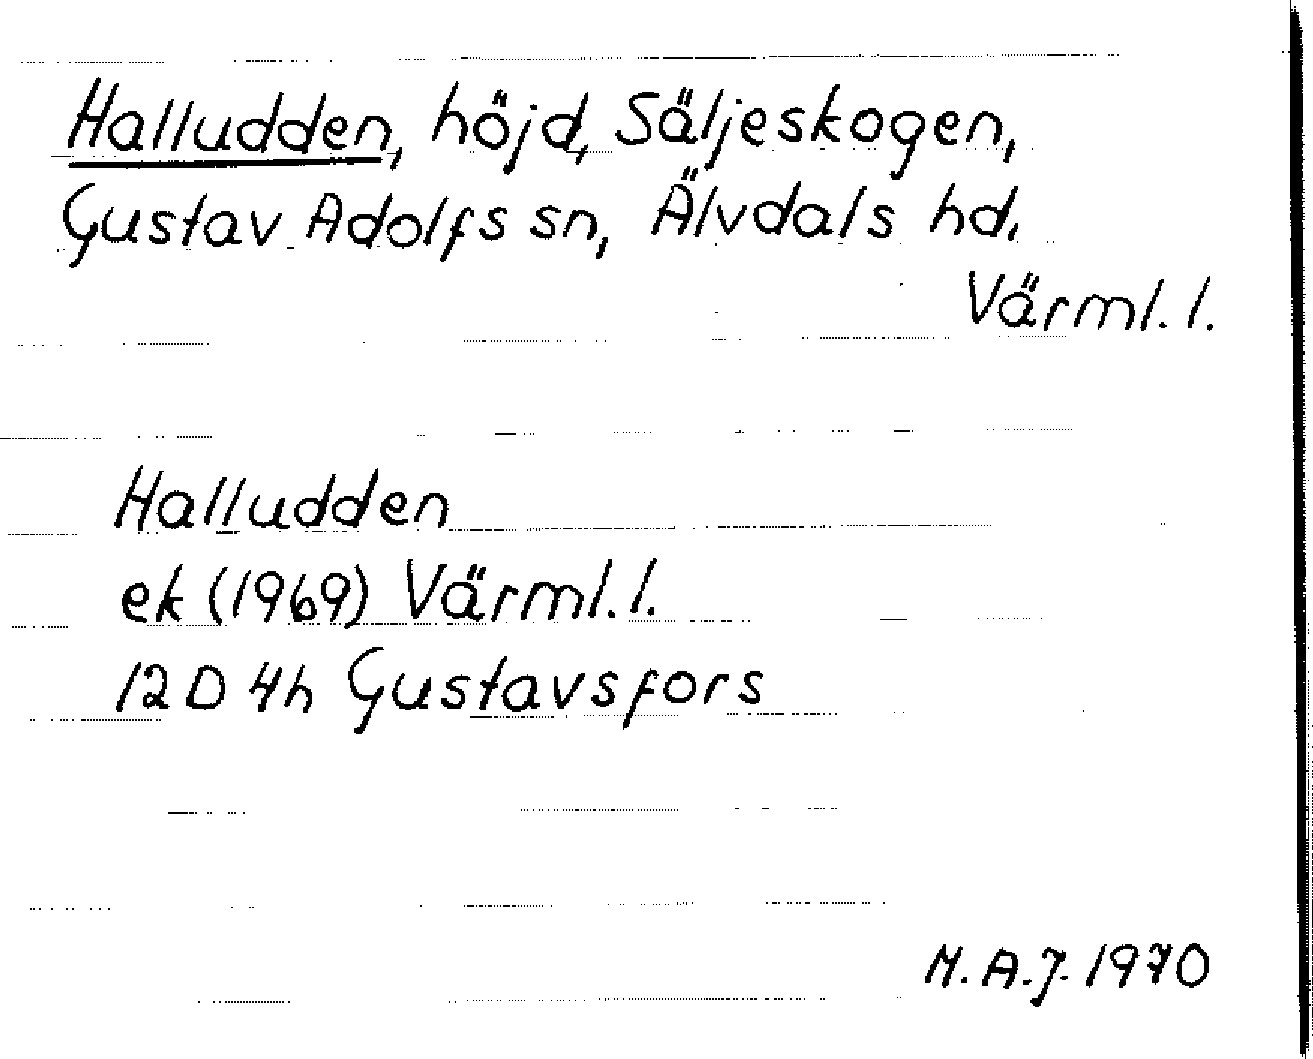 Halludden, höjd, Säljeskogen,
Gustav Adolfs sn, Älvdals hd.
Värml. l.
Halludden
ek (1969) Värml. l.
12 D 4h Gustavsfors
M. A. J. 1970